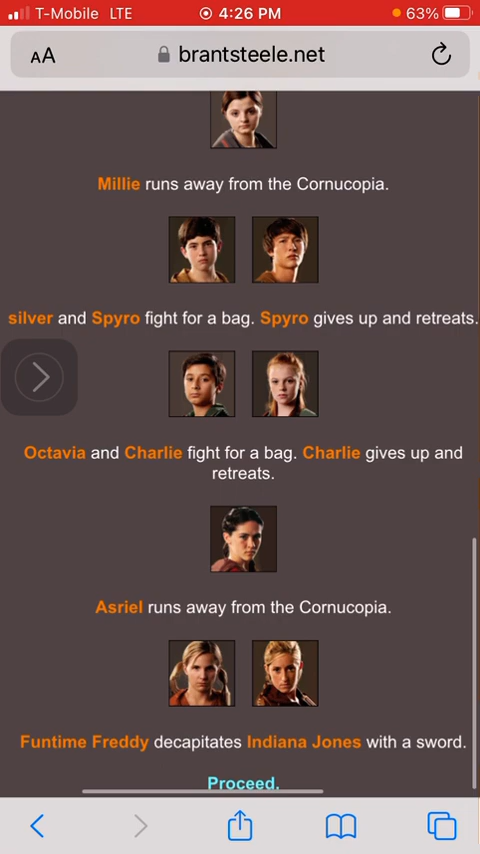 T-Mobile LTE 4:26 PM 63%
AA brantsteele.net
Millie runs away from the Cornucopia.
silver and Spyro fight for a bag. Spyro gives up and retreats.
Octavia and Charlie fight for a bag. Charlie gives up and
retreats.
Asriel runs away from the Cornucopia.
Funtime Freddy decapitates Indiana Jones with a sword.
Proceed.